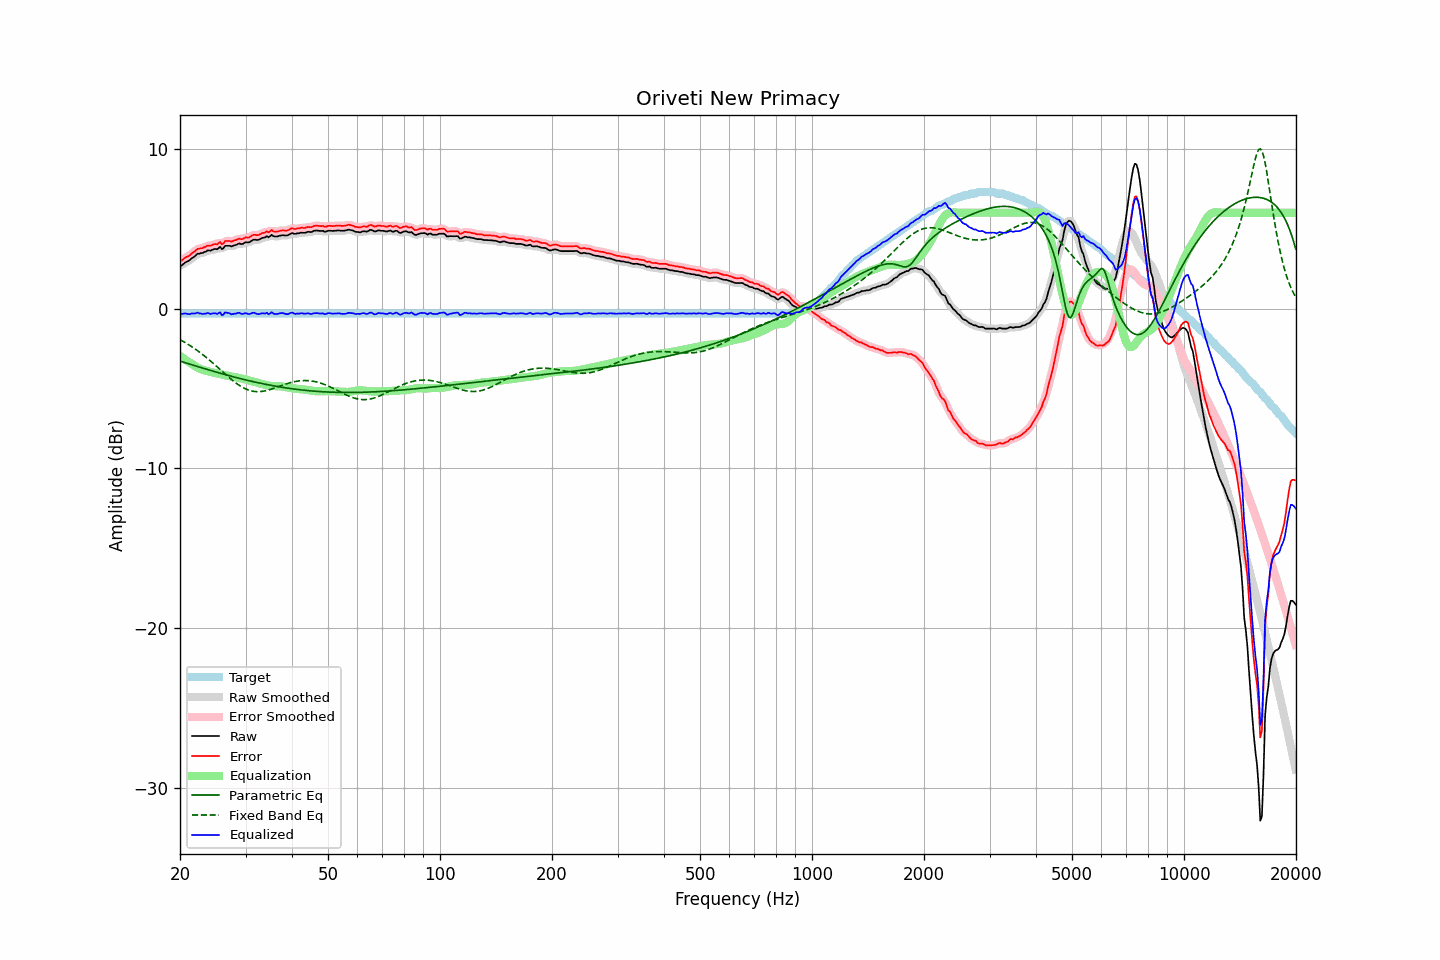 Oriveti New Primacy
10
0
−10
−20
−30
Amplitude (dBr)
Target
Raw Smoothed
Error Smoothed
Raw
Error
Equalization
Parametric Eq
Fixed Band Eq
Equalized
20 50 100 200 500 1000 2000 5000 10000 20000
Frequency (Hz)